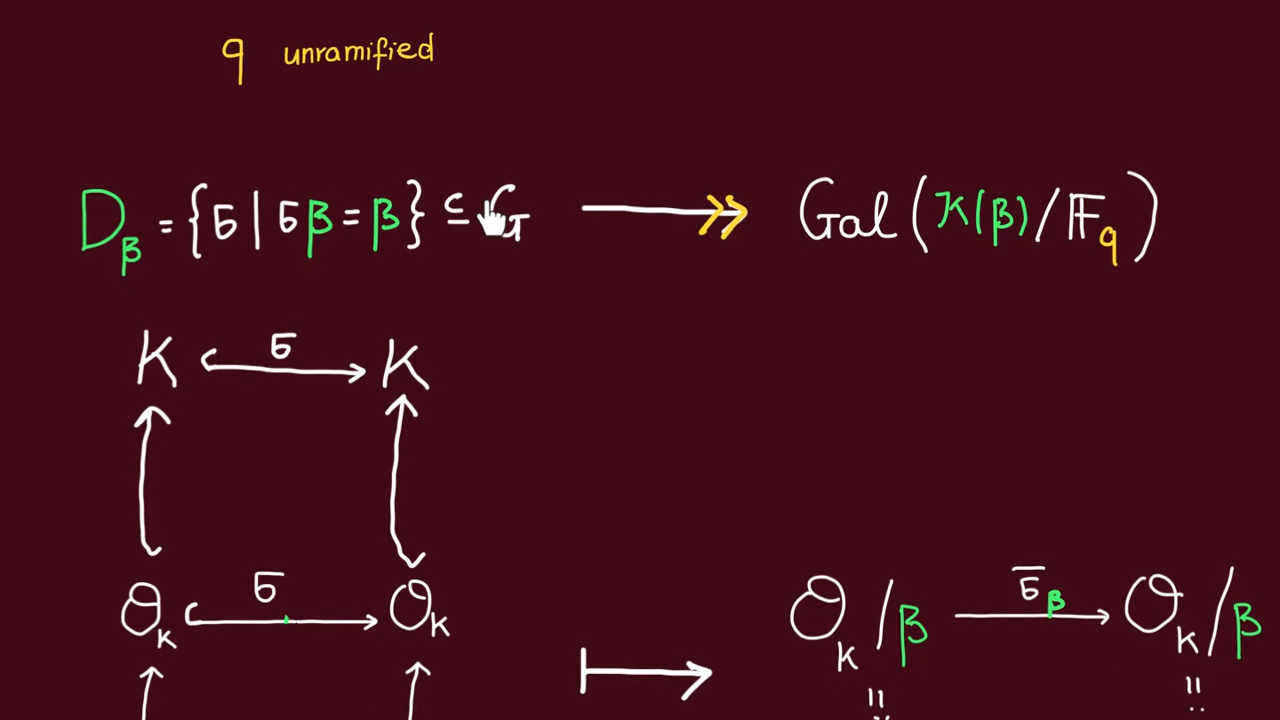 q unramified
D_β = {σ | σβ = β} ⊆ G ↠ Gal(κ(β)/𝔽_q)
K σ K
O_K σ O_K O_K/β σ̄_β O_K/β